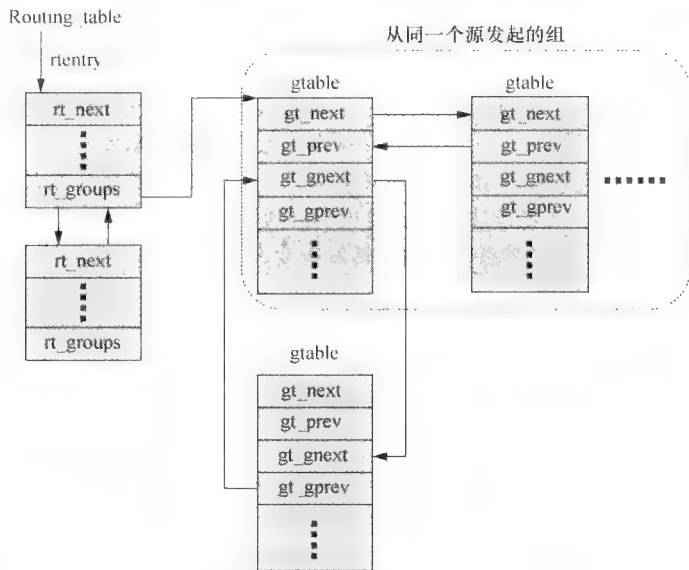 Routing_table
rtentry
rt_next
rt_groups
rt_next
rt_groups
从同一个源发起的组
gtable
gt_next
gt_prev
gt_gnext
gt_gprev
gtable
gt_next
gt_prev
gt_gnext
gt_gprev
gtable
gt_next
gt_prev
gt_gnext
gt_gprev